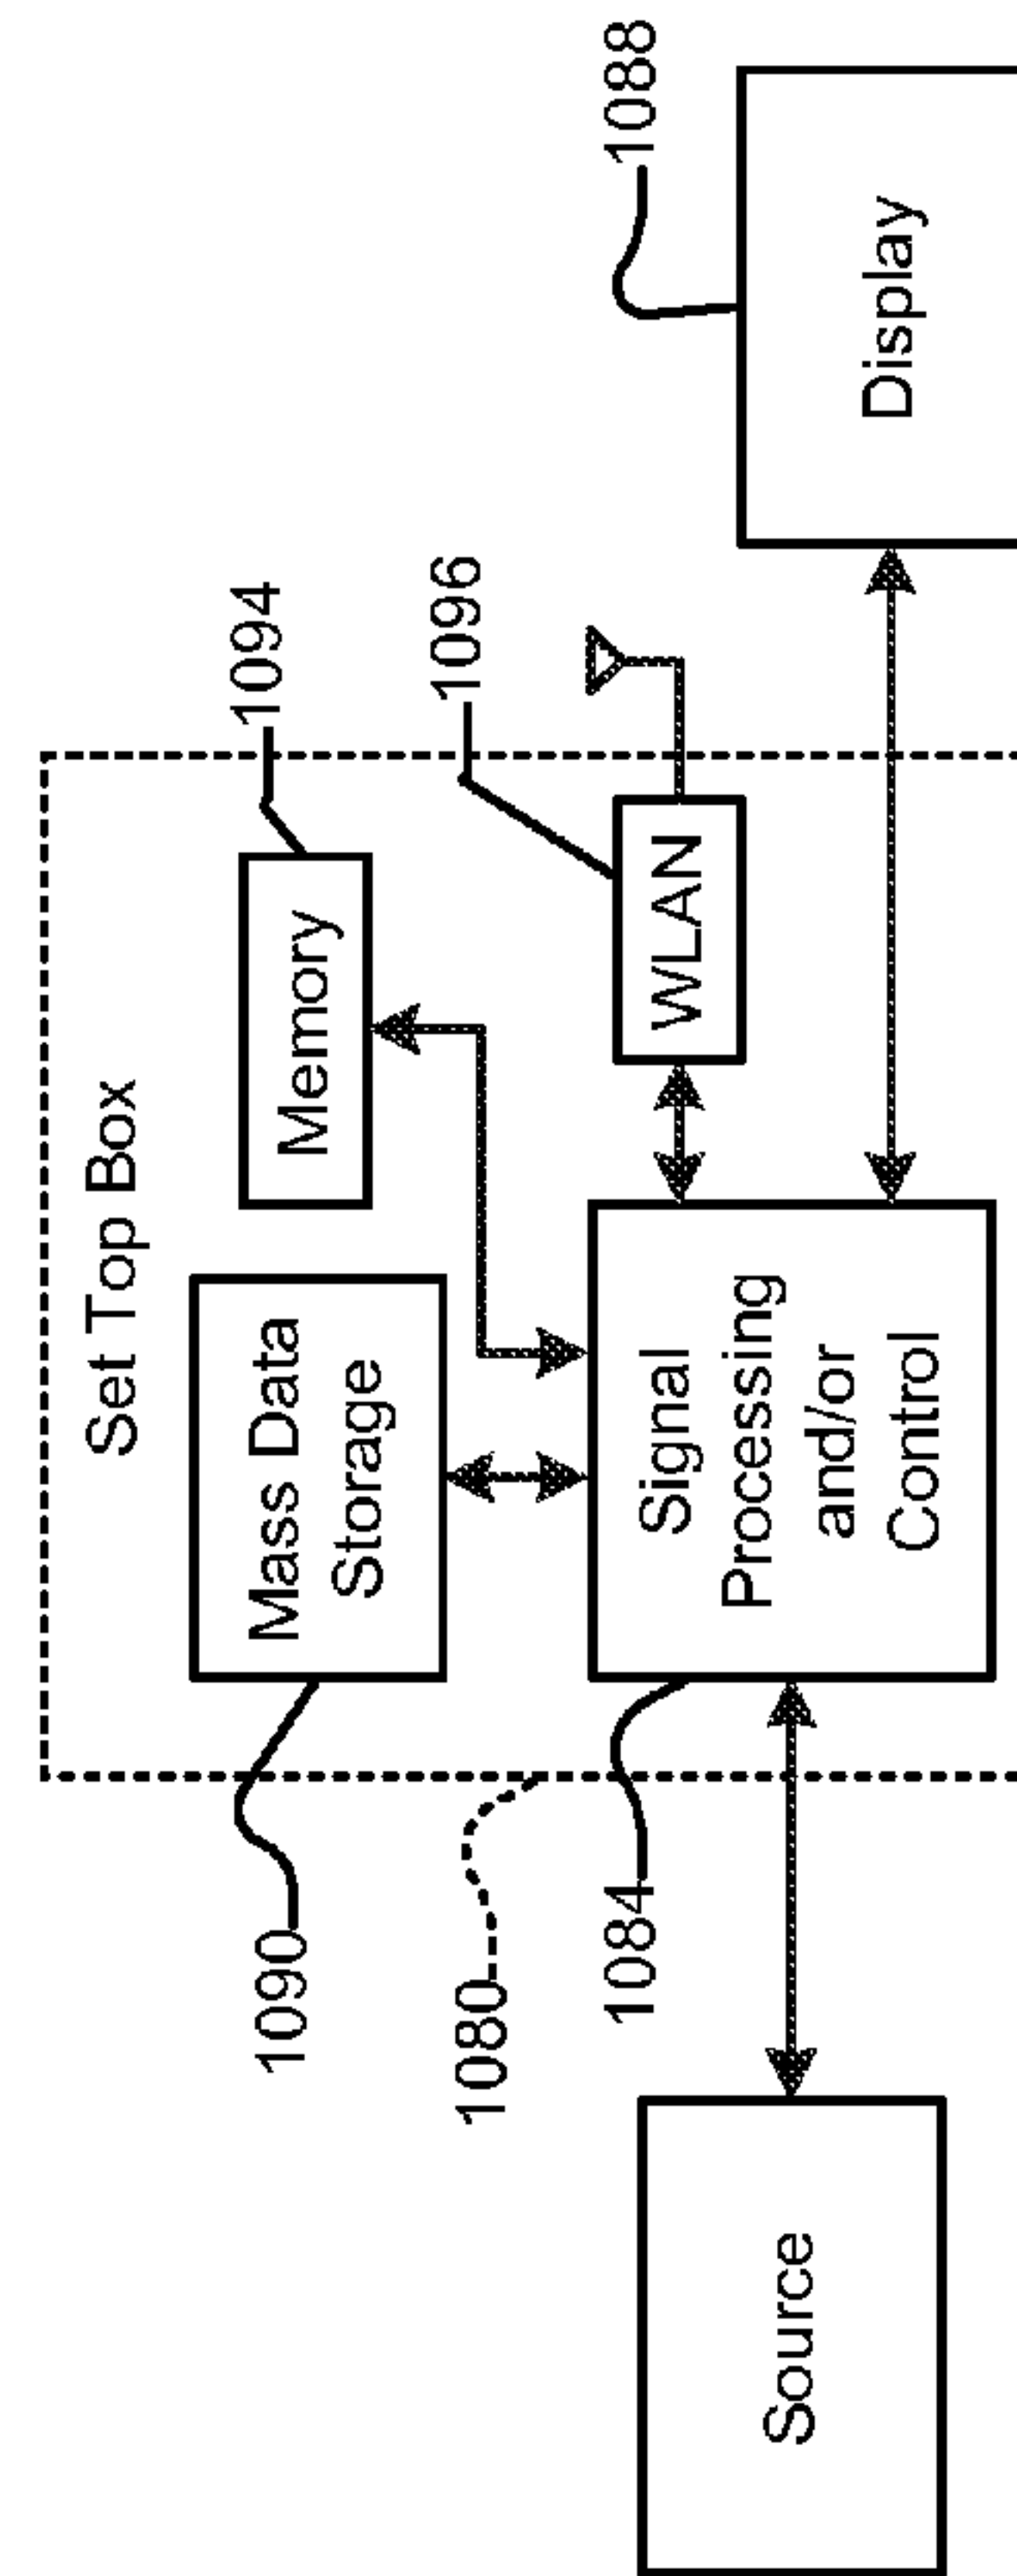 Set Top Box
1090
Mass Data
Storage
Memory
1094
1080
1096
1084
Signal
Processing
and/or
Control
WLAN
1088
Source
Display